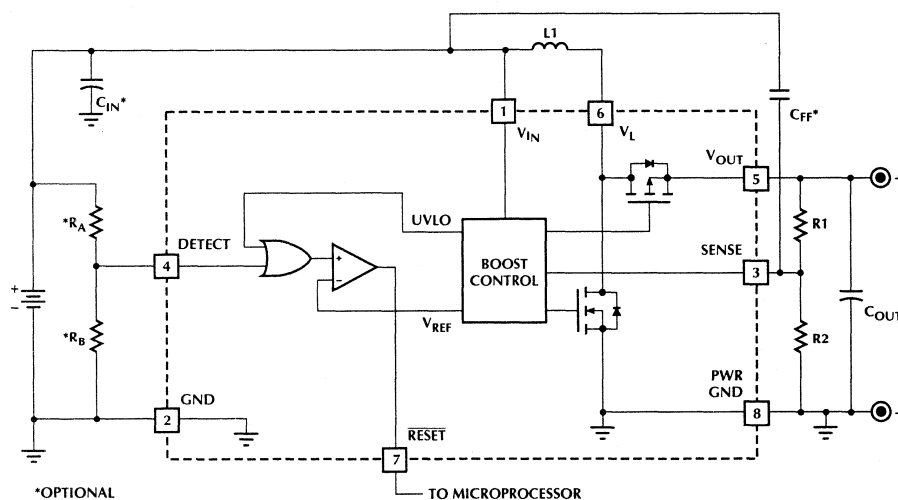 L1
C_IN*
1
V_IN
6
V_L
C_FF*
V_OUT
5
*R_A
UVLO
R1
DETECT
4
BOOST
CONTROL
SENSE
3
+
-
+
-
C_OUT
*R_B
V_REF
R2
GND
2
PWR
GND
8
RESET
7
*OPTIONAL
TO MICROPROCESSOR